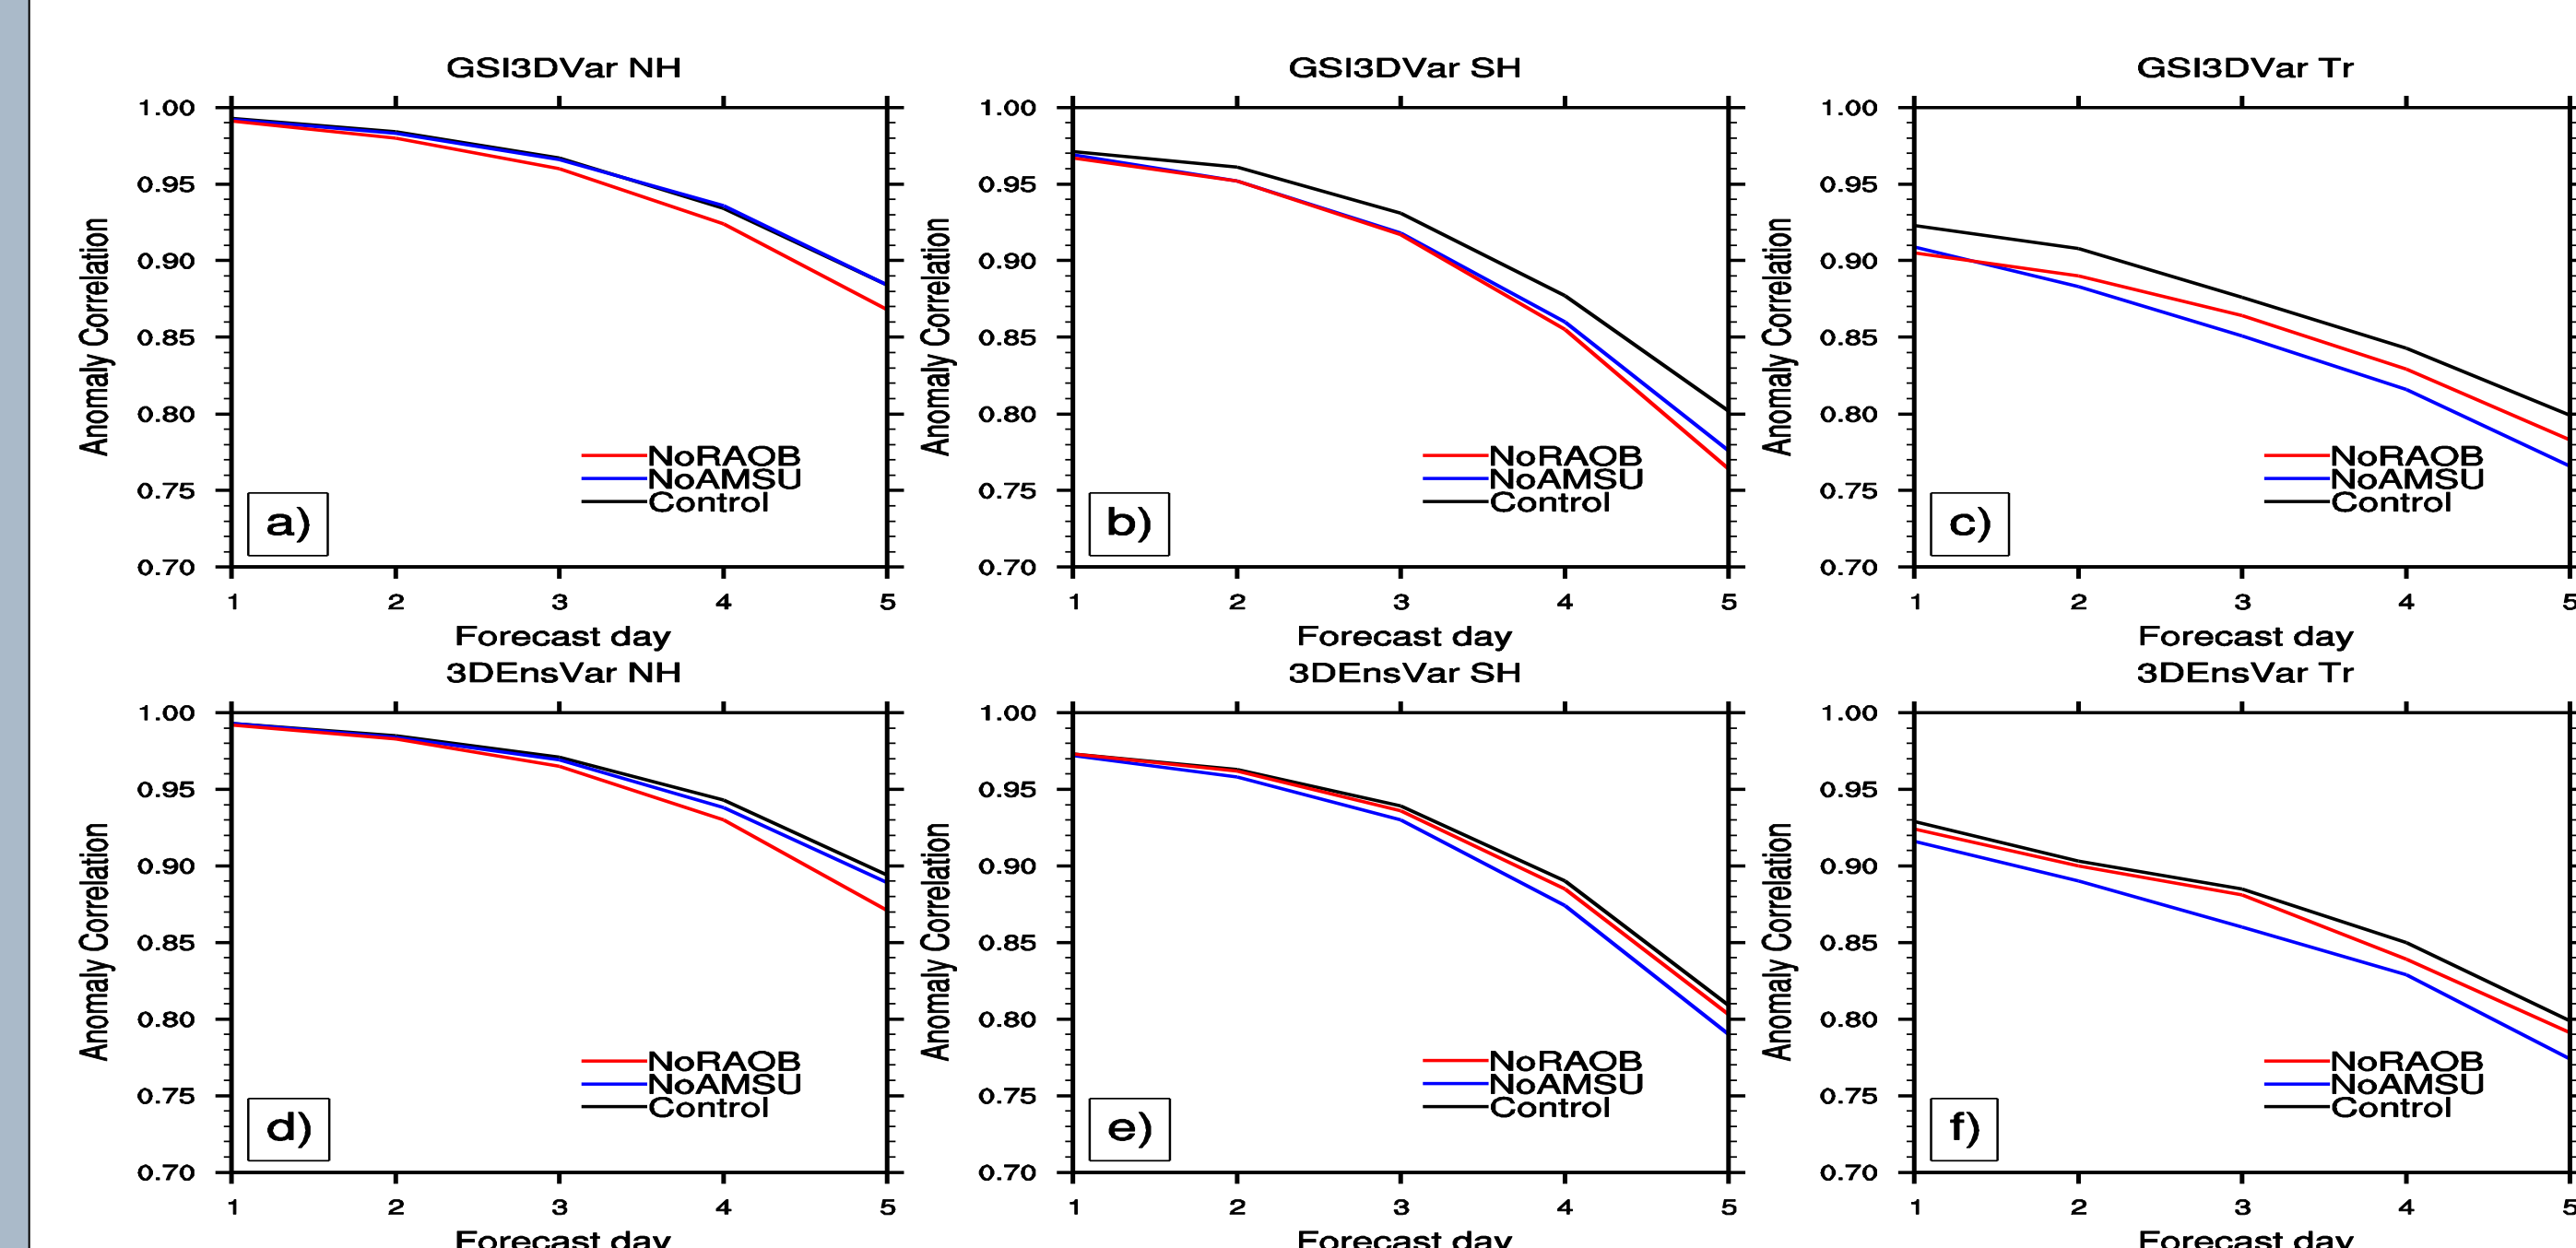 GSI3DVar NH
1.00
0.95
0.90
0.85
0.80
0.75
0.70
Anomaly Correlation
NoRAOB
NoAMSU
Control
a)
1 2 3 4 5
Forecast day
GSI3DVar SH
1.00
0.95
0.90
0.85
0.80
0.75
0.70
Anomaly Correlation
NoRAOB
NoAMSU
Control
b)
1 2 3 4 5
Forecast day
GSI3DVar Tr
1.00
0.95
0.90
0.85
0.80
0.75
0.70
Anomaly Correlation
NoRAOB
NoAMSU
Control
c)
1 2 3 4 5
Forecast day
3DEnsVar NH
1.00
0.95
0.90
0.85
0.80
0.75
0.70
Anomaly Correlation
NoRAOB
NoAMSU
Control
d)
1 2 3 4 5
Forecast day
3DEnsVar SH
1.00
0.95
0.90
0.85
0.80
0.75
0.70
Anomaly Correlation
NoRAOB
NoAMSU
Control
e)
1 2 3 4 5
Forecast day
3DEnsVar Tr
1.00
0.95
0.90
0.85
0.80
0.75
0.70
Anomaly Correlation
NoRAOB
NoAMSU
Control
f)
1 2 3 4 5
Forecast day